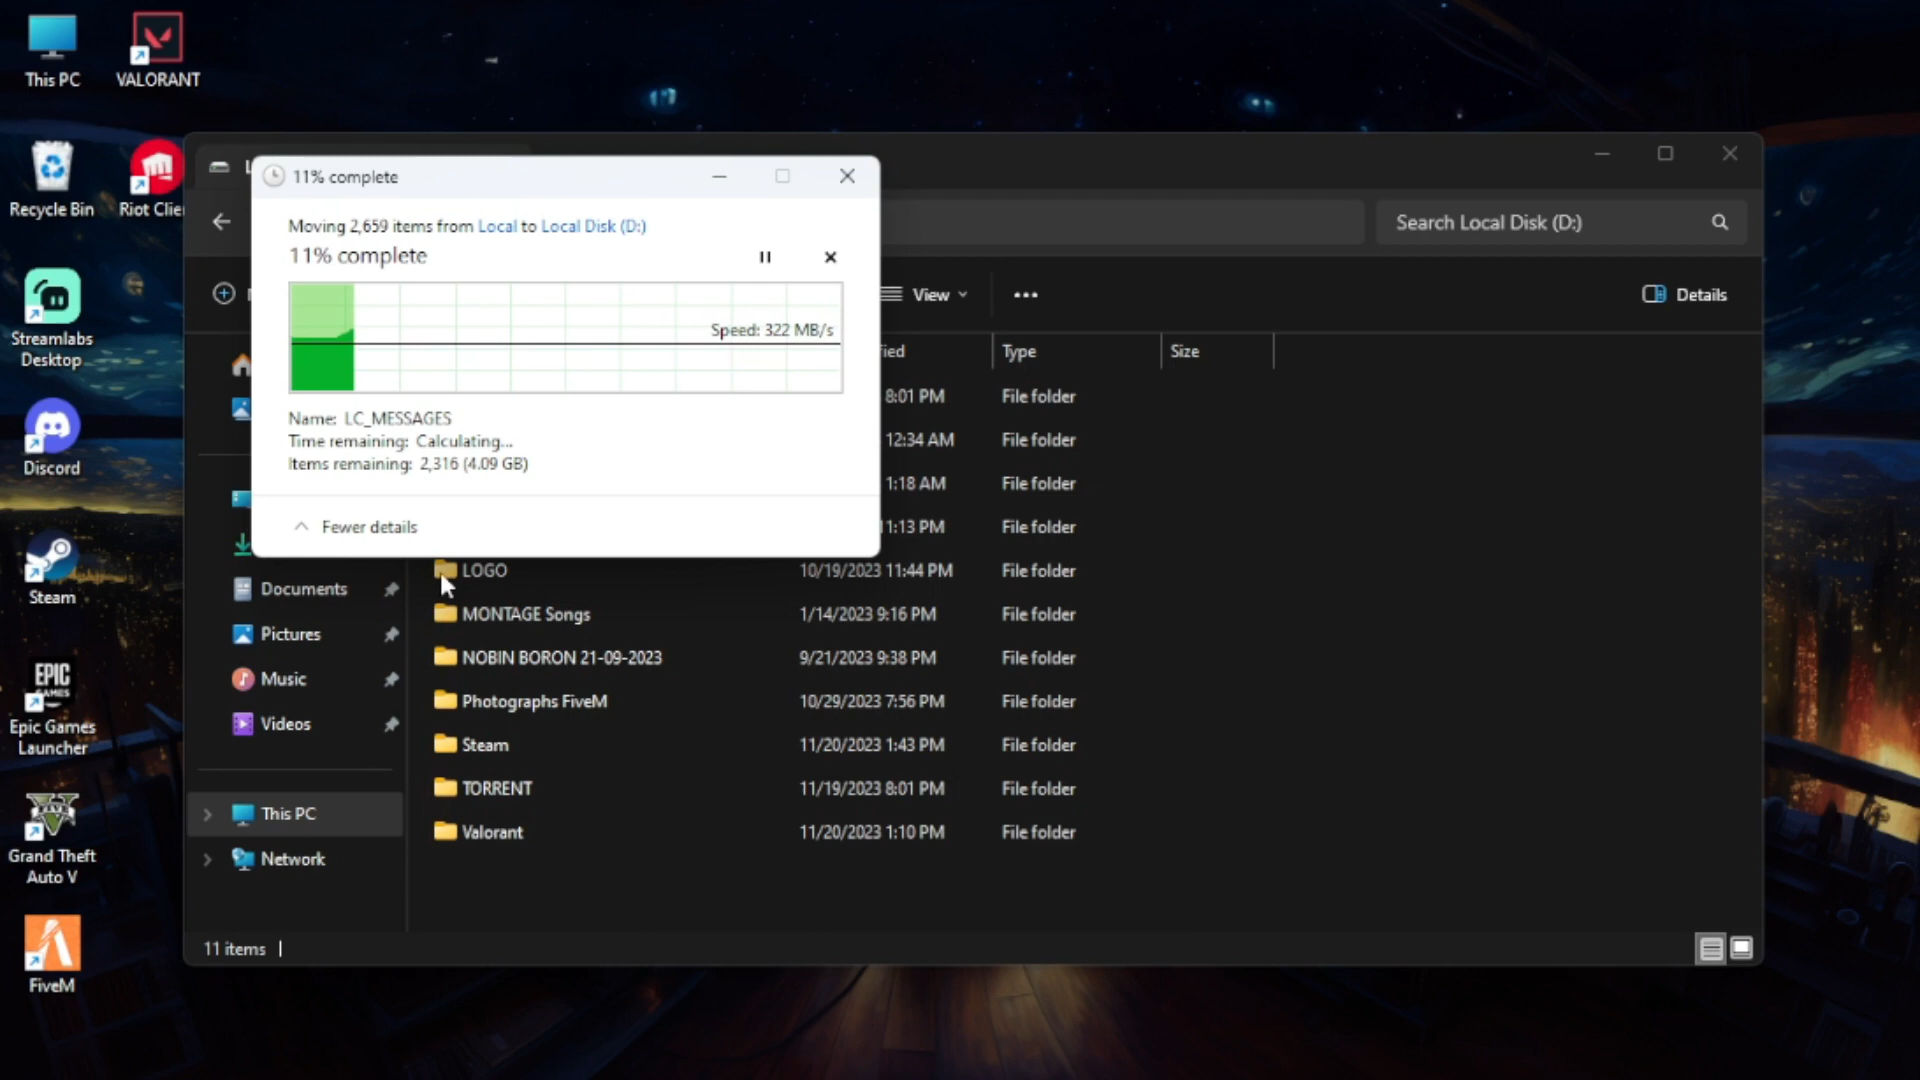 This PC
VALORANT
Recycle Bin
Riot Clie
Streamlabs
Desktop
Discord
Steam
Epic Games
Launcher
Grand Theft
Auto V
FiveM
11% complete
Moving 2,659 items from Local to Local Disk (D:)
11% complete
Speed: 322 MB/s
Name: LC_MESSAGES
Time remaining: Calculating...
Items remaining: 2,316 (4.09 GB)
Fewer details
Search Local Disk (D:)
View
Details
Type
Size
8:01 PM File folder
12:34 AM File folder
1:18 AM File folder
1:13 PM File folder
LOGO 10/19/2023 11:44 PM File folder
MONTAGE Songs 1/14/2023 9:16 PM File folder
NOBIN BORON 21-09-2023 9/21/2023 9:38 PM File folder
Photographs FiveM 10/29/2023 7:56 PM File folder
Steam 11/20/2023 1:43 PM File folder
TORRENT 11/19/2023 8:01 PM File folder
Valorant 11/20/2023 1:10 PM File folder
Documents
Pictures
Music
Videos
This PC
Network
11 items
EPIC
GAMES